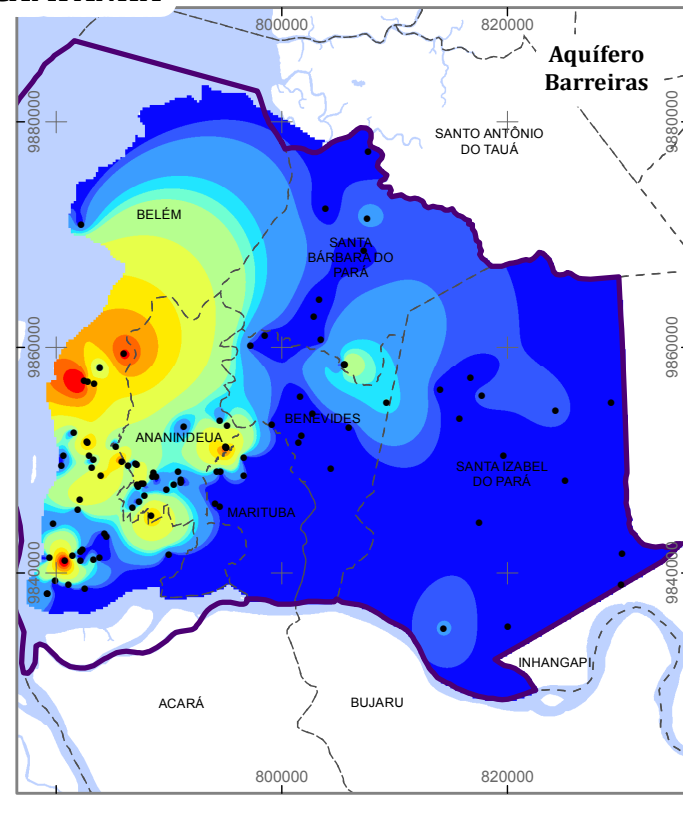 800000
820000
Aquífero
Barreiras
9880000
9880000
SANTO ANTÔNIO
DO TAUÁ
BELÉM
SANTA
BÁRBARA DO
PARÁ
9860000
9860000
BENEVIDES
ANANINDEUA
SANTA IZABEL
DO PARÁ
MARITUBA
9840000
9840000
INHANGAPI
ACARÁ
BUJARU
800000
820000